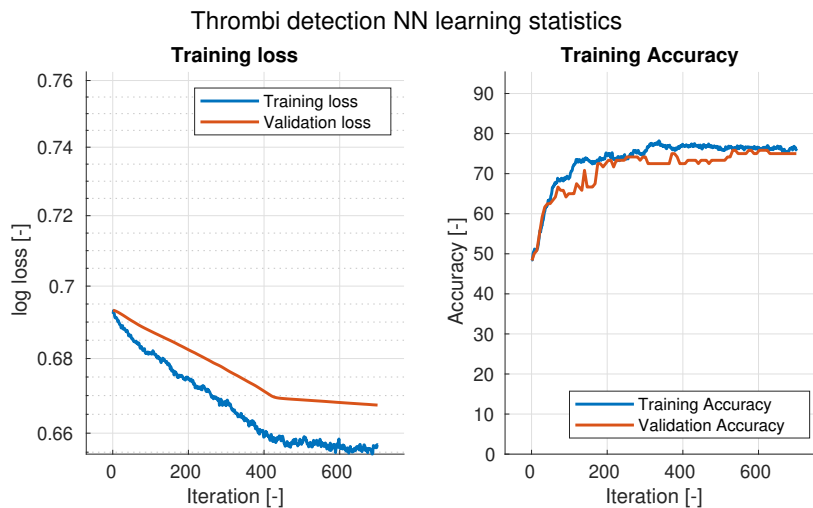 Thrombi detection NN learning statistics
Training loss
0.76
0.74
0.72
0.7
0.68
0.66
log loss [-]
Training loss
Validation loss
0
200
400
600
Iteration [-]
Training Accuracy
90
80
70
60
50
40
30
20
10
0
Accuracy [-]
Training Accuracy
Validation Accuracy
0
200
400
600
Iteration [-]